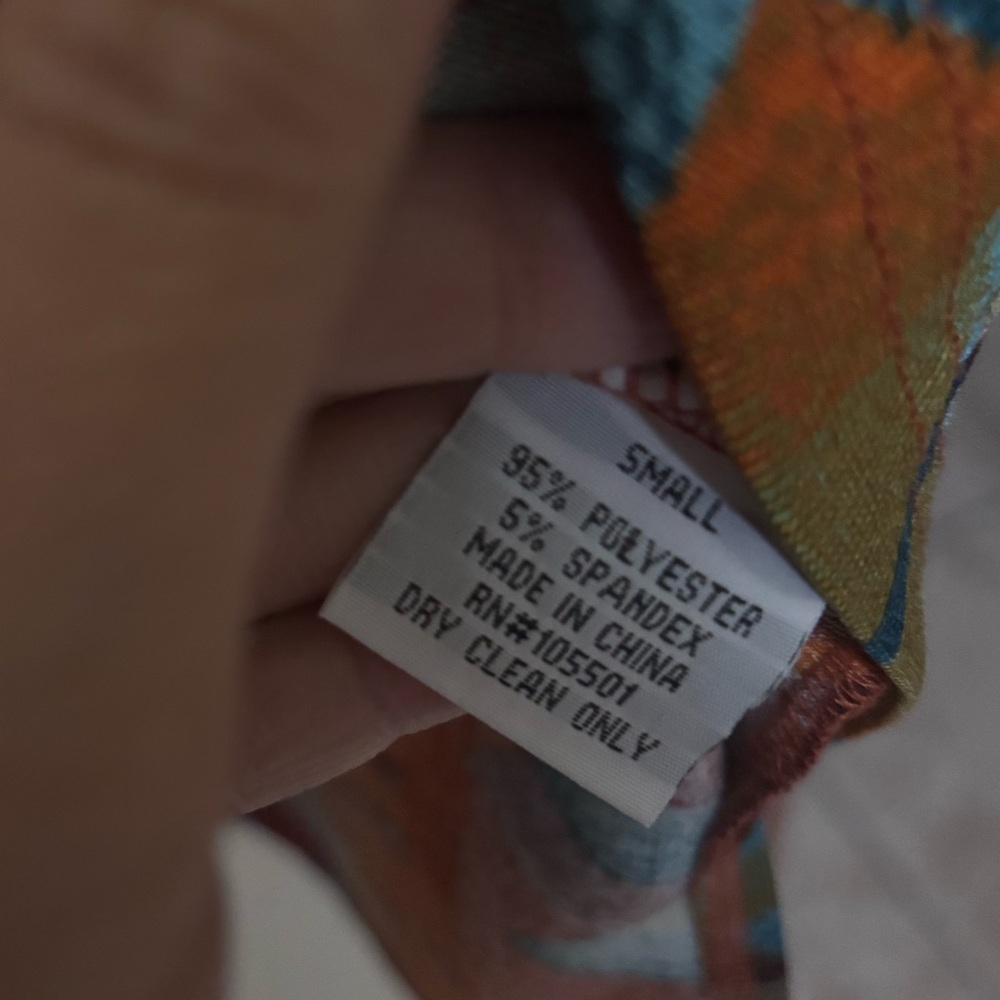 SMALL
95% POLYESTER
5% SPANDEX
MADE IN CHINA
RN#105501
DRY CLEAN ONLY